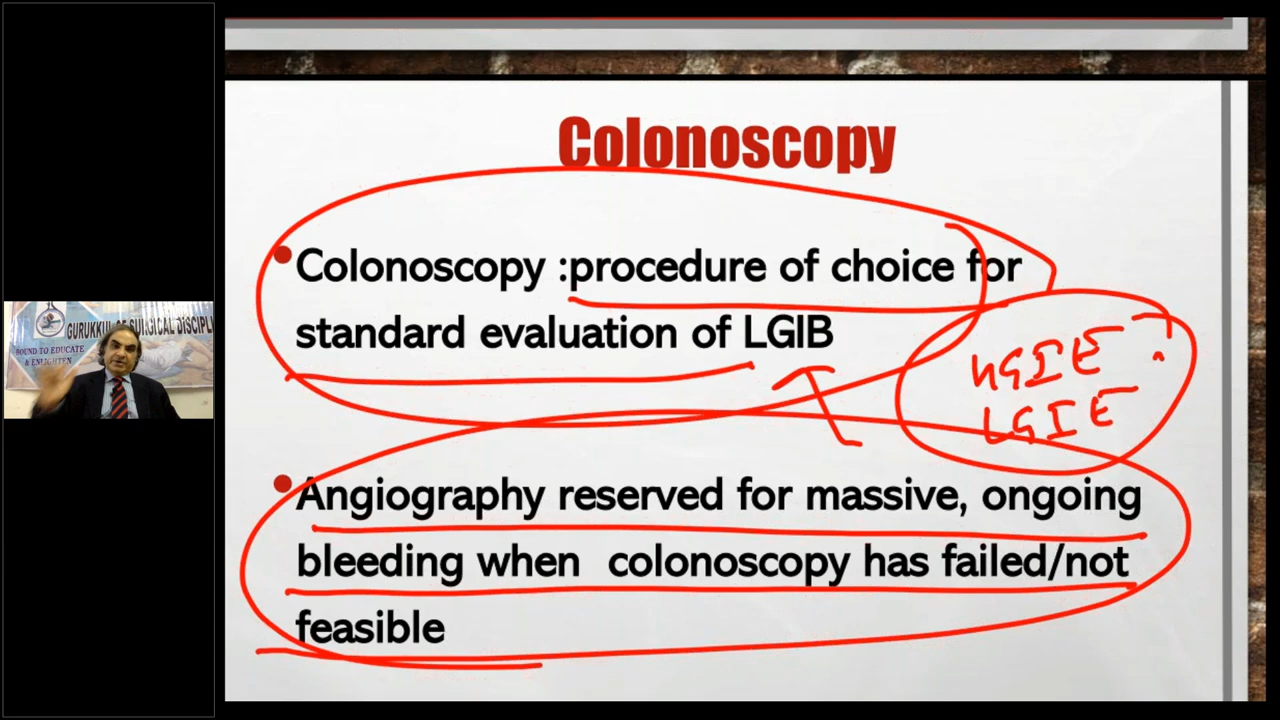 Colonoscopy
• Colonoscopy :procedure of choice for
standard evaluation of LGIB
UGIE ?
LGIE
• Angiography reserved for massive, ongoing
bleeding when colonoscopy has failed/not
feasible
GURUKKUL OF SURGICAL DISCIPL
BOUND TO EDUCATE
& ENLIGHTEN